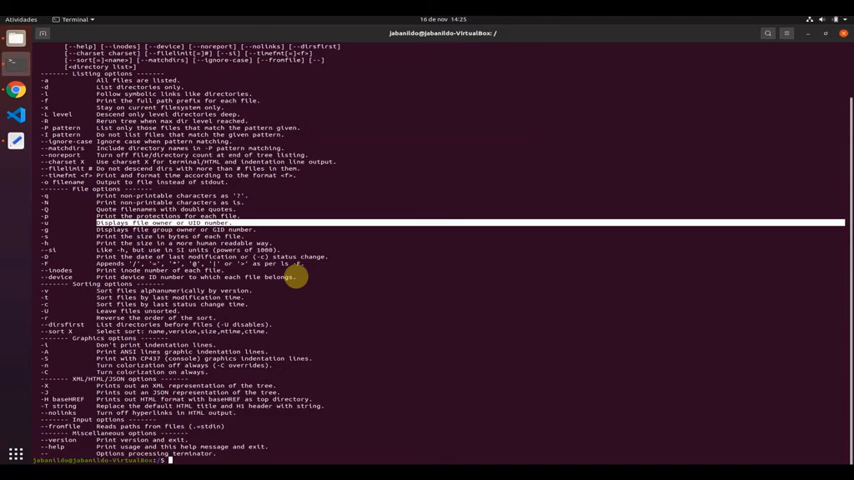 Atividades Terminal 16 de nov 14:25
jabanildo@jabanildo-VirtualBox: /
[--help] [--inodes] [--device] [--noreport] [--nolinks] [--dirsfirst]
[--charset charset] [--filelimit[=]#] [--si] [--timefmt[=]<f>]
[--sort[=]<name>] [--matchdirs] [--ignore-case] [--fromfile] [--]
[<directory list>]
------- Listing options -------
-a All files are listed.
-d List directories only.
-l Follow symbolic links like directories.
-f Print the full path prefix for each file.
-x Stay on current filesystem only.
-L level Descend only level directories deep.
-R Rerun tree when max dir level reached.
-P pattern List only those files that match the pattern given.
-I pattern Do not list files that match the given pattern.
--ignore-case Ignore case when pattern matching.
--matchdirs Include directory names in -P pattern matching.
--noreport Turn off file/directory count at end of tree listing.
--charset X Use charset X for terminal/HTML and indentation line output.
--filelimit # Do not descend dirs with more than # files in them.
--timefmt <f> Print and format time according to the format <f>.
-o filename Output to file instead of stdout.
------- File options -------
-q Print non-printable characters as '?'.
-N Print non-printable characters as is.
-Q Quote filenames with double quotes.
-p Print the protections for each file.
-u Displays file owner or UID number.
-g Displays file group owner or GID number.
-s Print the size in bytes of each file.
-h Print the size in a more human readable way.
--si Like -h, but use in SI units (powers of 1000).
-D Print the date of last modification or (-c) status change.
-F Appends '/', '=', '*', '@', '|' or '>' as per ls -F.
--inodes Print inode number of each file.
--device Print device ID number to which each file belongs.
------- Sorting options -------
-v Sort files alphanumerically by version.
-t Sort files by last modification time.
-c Sort files by last status change time.
-U Leave files unsorted.
-r Reverse the order of the sort.
--dirsfirst List directories before files (-U disables).
--sort X Select sort: name,version,size,mtime,ctime.
------- Graphics options -------
-i Don't print indentation lines.
-A Print ANSI lines graphic indentation lines.
-S Print with CP437 (console) graphics indentation lines.
-n Turn colorization off always (-C overrides).
-C Turn colorization on always.
------- XML/HTML/JSON options -------
-X Prints out an XML representation of the tree.
-J Prints out an JSON representation of the tree.
-H baseHREF Prints out HTML format with baseHREF as top directory.
-T string Replace the default HTML title and H1 header with string.
--nolinks Turn off hyperlinks in HTML output.
------- Input options -------
--fromfile Reads paths from files (.=stdin)
------- Miscellaneous options -------
--version Print version and exit.
--help Print usage and this help message and exit.
-- Options processing terminator.
jabanildo@jabanildo-VirtualBox:/$